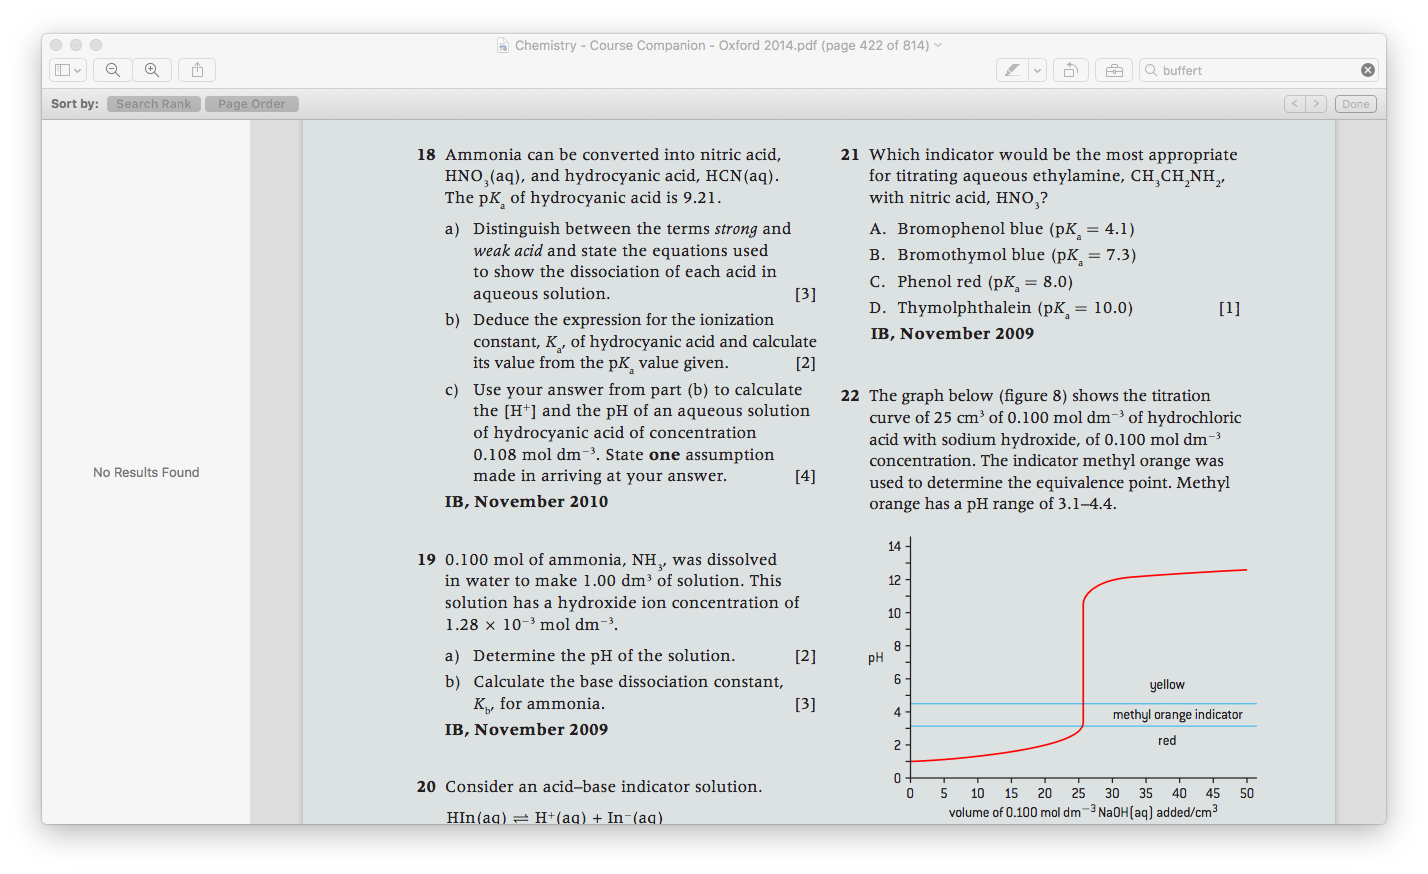 Chemistry - Course Companion - Oxford 2014.pdf (page 422 of 814)
buffert
Sort by: Search Rank Page Order
< > Done
No Results Found
18 Ammonia can be converted into nitric acid,
HNO₃(aq), and hydrocyanic acid, HCN(aq).
The pKₐ of hydrocyanic acid is 9.21.
a) Distinguish between the terms strong and
weak acid and state the equations used
to show the dissociation of each acid in
aqueous solution. [3]
b) Deduce the expression for the ionization
constant, Kₐ, of hydrocyanic acid and calculate
its value from the pKₐ value given. [2]
c) Use your answer from part (b) to calculate
the [H⁺] and the pH of an aqueous solution
of hydrocyanic acid of concentration
0.108 mol dm⁻³. State one assumption
made in arriving at your answer. [4]
IB, November 2010
19 0.100 mol of ammonia, NH₃, was dissolved
in water to make 1.00 dm³ of solution. This
solution has a hydroxide ion concentration of
1.28 × 10⁻³ mol dm⁻³.
a) Determine the pH of the solution. [2]
b) Calculate the base dissociation constant,
K_b, for ammonia. [3]
IB, November 2009
20 Consider an acid–base indicator solution.
HIn(aq) ⇌ H⁺(aq) + In⁻(aq)
21 Which indicator would be the most appropriate
for titrating aqueous ethylamine, CH₃CH₂NH₂,
with nitric acid, HNO₃?
A. Bromophenol blue (pKₐ = 4.1)
B. Bromothymol blue (pKₐ = 7.3)
C. Phenol red (pKₐ = 8.0)
D. Thymolphthalein (pKₐ = 10.0) [1]
IB, November 2009
22 The graph below (figure 8) shows the titration
curve of 25 cm³ of 0.100 mol dm⁻³ of hydrochloric
acid with sodium hydroxide, of 0.100 mol dm⁻³
concentration. The indicator methyl orange was
used to determine the equivalence point. Methyl
orange has a pH range of 3.1–4.4.
14
12
10
8
pH
6
yellow
4
methyl orange indicator
red
2
0
0 5 10 15 20 25 30 35 40 45 50
volume of 0.100 mol dm⁻³ NaOH(aq) added/cm³